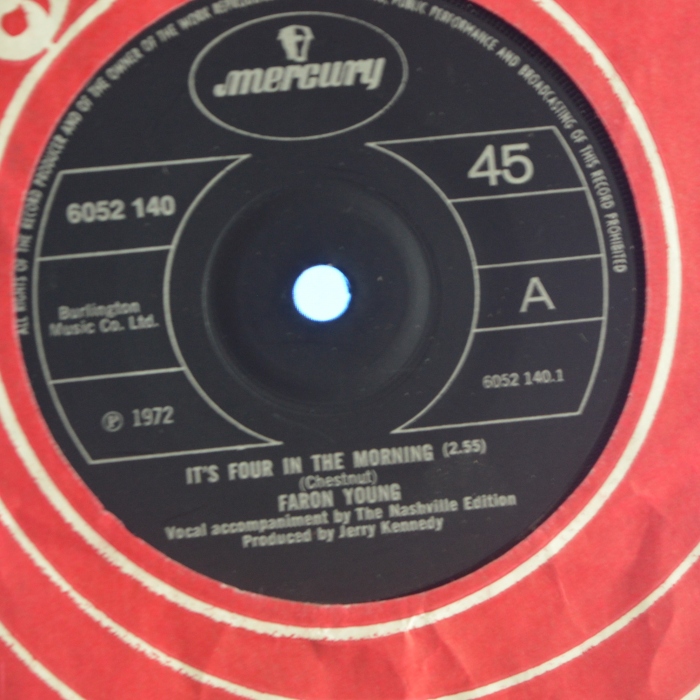 ALL RIGHTS OF THE RECORD PRODUCER AND OF THE OWNER OF THE WORK
PUBLIC PERFORMANCE AND BROADCASTING OF THIS RECORD PROHIBITED
mercury
45
6052 140
Burlington
Music Co. Ltd.
A
6052 140.1
℗ 1972
IT'S FOUR IN THE MORNING (2.55)
(Chestnut)
FARON YOUNG
Vocal accompaniment by The Nashville Edition
Produced by Jerry Kennedy